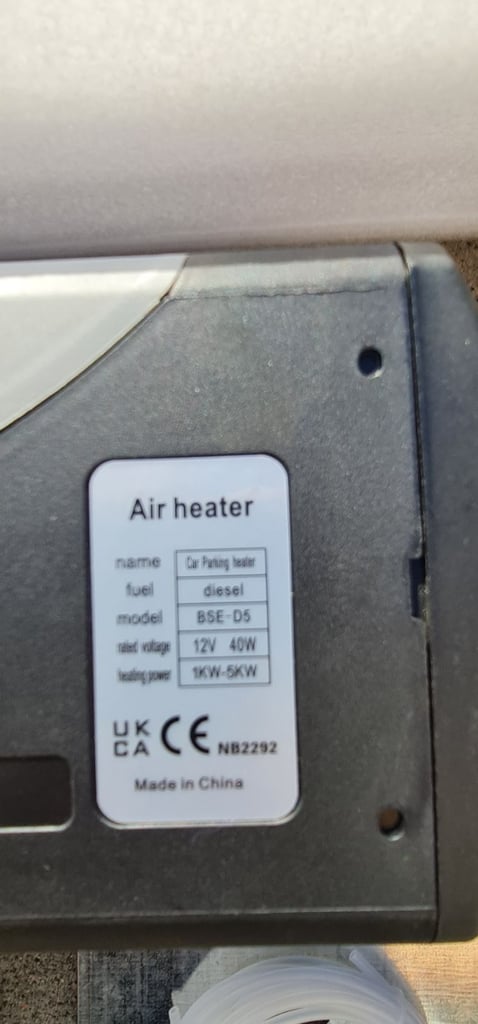 Air heater
name Car Parking heater
fuel diesel
model BSE-D5
rated voltage 12V 40W
heating power 1KW-5KW
UK
CA CE NB2292
Made in China